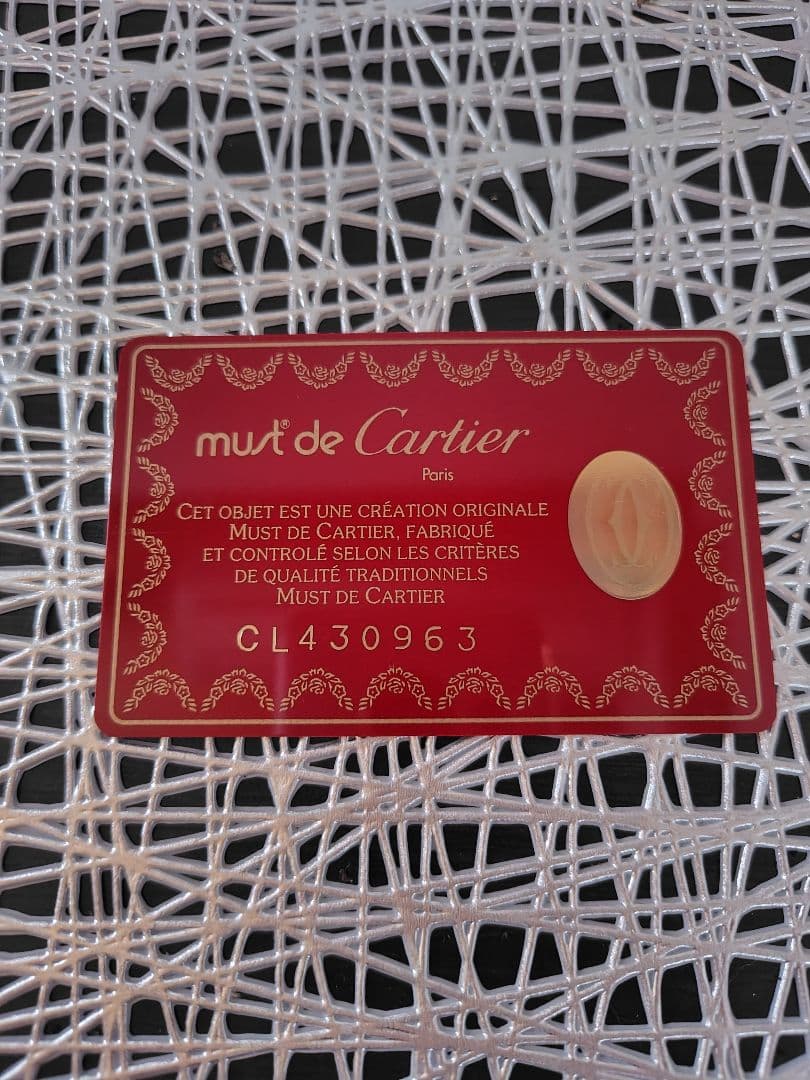 must® de Cartier
Paris
CET OBJET EST UNE CRÉATION ORIGINALE
MUST DE CARTIER, FABRIQUÉ
ET CONTROLÉ SELON LES CRITÈRES
DE QUALITÉ TRADITIONNELS
MUST DE CARTIER
CL430963